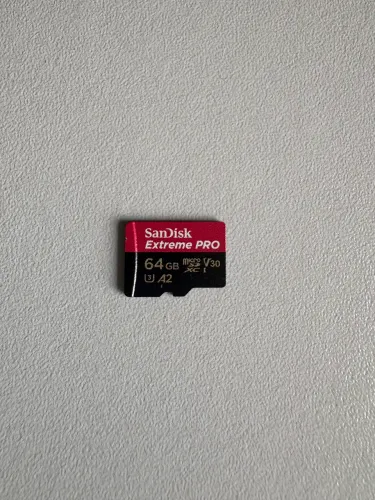 SanDisk
Extreme PRO
64 GB micro SD XC I V30
U3 A2